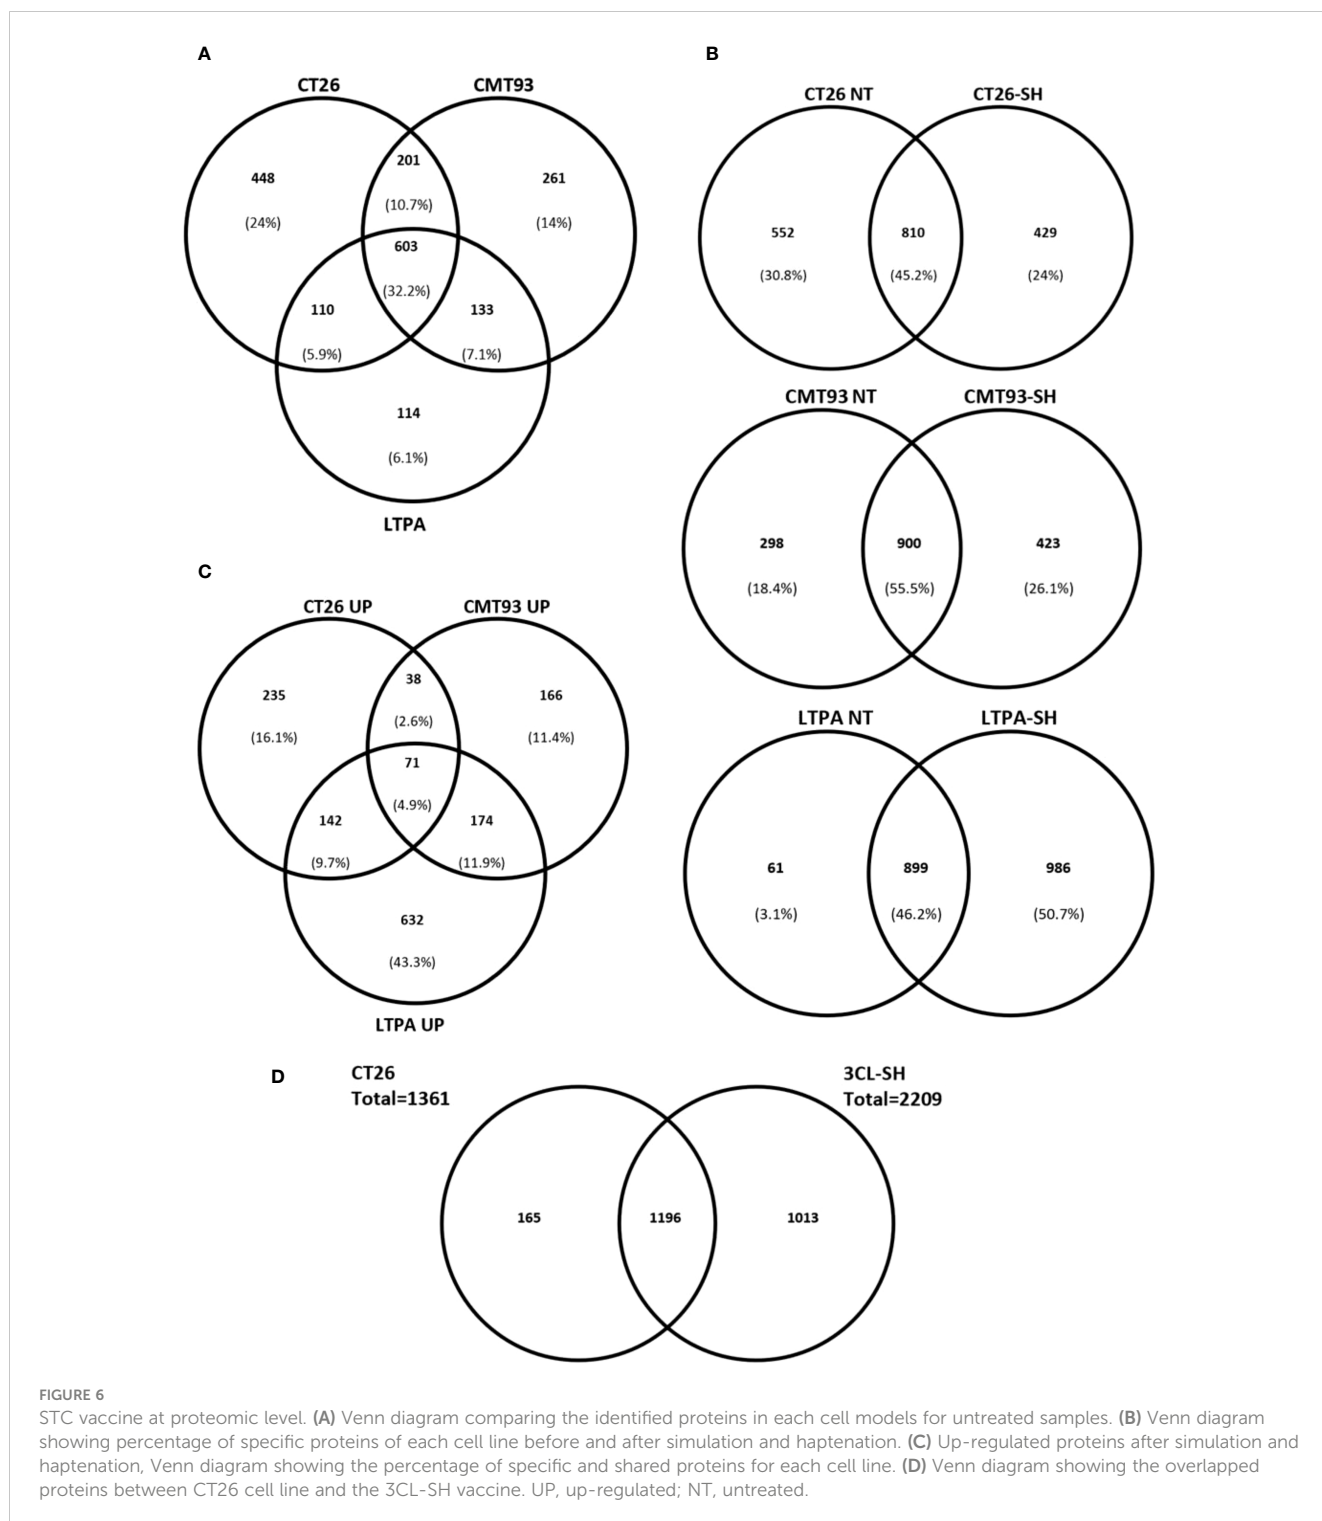 A
CT26
CMT93
201
448
261
(10.7%)
(24%)
(14%)
603
(32.2%)
110
133
(5.9%)
(7.1%)
114
(6.1%)
LTPA
B
CT26 NT
CT26-SH
552
810
429
(30.8%)
(45.2%)
(24%)
CMT93 NT
CMT93-SH
298
900
423
(18.4%)
(55.5%)
(26.1%)
LTPA NT
LTPA-SH
61
899
986
(3.1%)
(46.2%)
(50.7%)
C
CT26 UP
CMT93 UP
38
235
166
(2.6%)
(16.1%)
(11.4%)
71
(4.9%)
142
174
(9.7%)
(11.9%)
632
(43.3%)
LTPA UP
D
CT26
Total=1361
3CL-SH
Total=2209
165
1196
1013
FIGURE 6
STC vaccine at proteomic level. (A) Venn diagram comparing the identified proteins in each cell models for untreated samples. (B) Venn diagram
showing percentage of specific proteins of each cell line before and after simulation and haptenation. (C) Up-regulated proteins after simulation and
haptenation, Venn diagram showing the percentage of specific and shared proteins for each cell line. (D) Venn diagram showing the overlapped
proteins between CT26 cell line and the 3CL-SH vaccine. UP, up-regulated; NT, untreated.